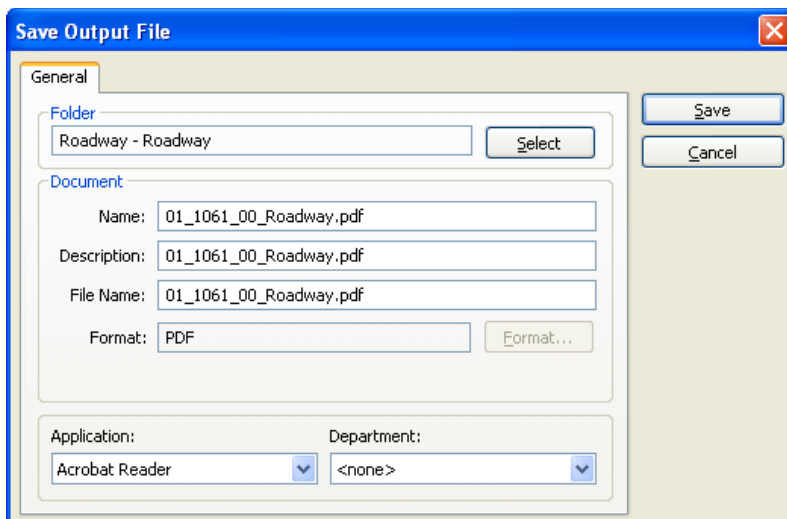 Save Output File
General
Folder
Roadway - Roadway
Select
Save
Cancel
Document
Name: 01_1061_00_Roadway.pdf
Description: 01_1061_00_Roadway.pdf
File Name: 01_1061_00_Roadway.pdf
Format: PDF
Format...
Application: Department:
Acrobat Reader <none>